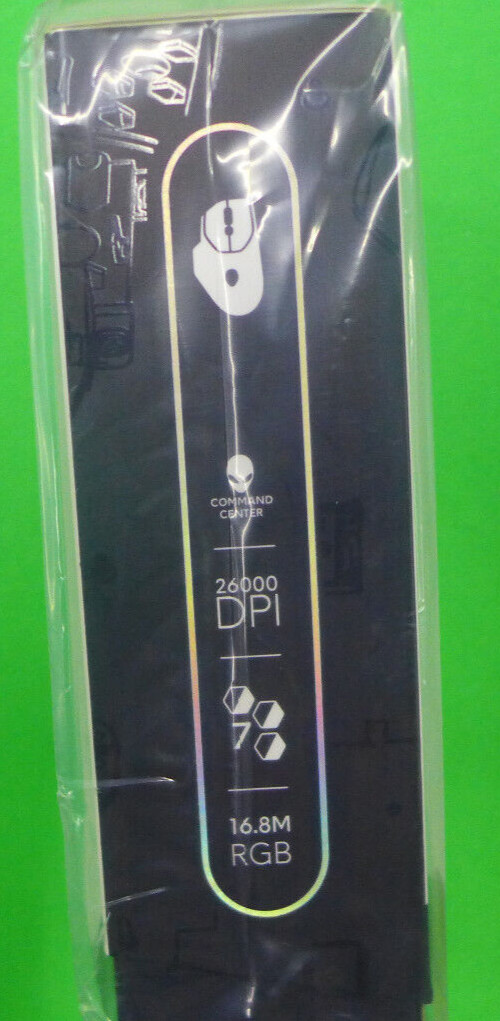 COMMAND
CENTER
26000
DPI
7
16.8M
RGB